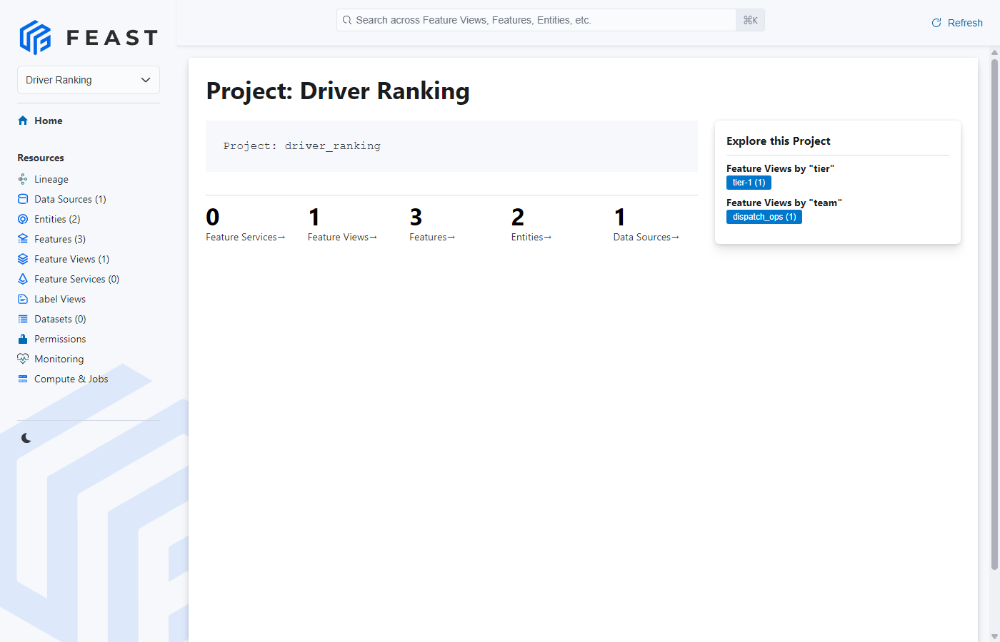 FEAST
Search across Feature Views, Features, Entities, etc.
⌘K
Refresh
Driver Ranking
Home
Resources
Lineage
Data Sources (1)
Entities (2)
Features (3)
Feature Views (1)
Feature Services (0)
Label Views
Datasets (0)
Permissions
Monitoring
Compute & Jobs
Project: Driver Ranking
Project: driver_ranking
0
Feature Services→
1
Feature Views→
3
Features→
2
Entities→
1
Data Sources→
Explore this Project
Feature Views by "tier"
tier-1 (1)
Feature Views by "team"
dispatch_ops (1)